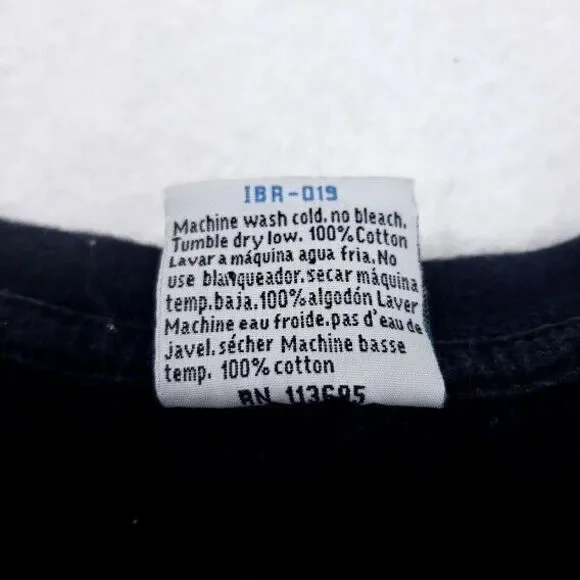 IBR-019
Machine wash cold. no bleach.
Tumble dry low. 100% Cotton
Lavar a máquina agua fria. No
use blanqueador. secar máquina
temp. baja. 100% algodón Laver
Machine eau froide. pas d'eau de
javel. sécher Machine basse
temp. 100% cotton
RN 113695